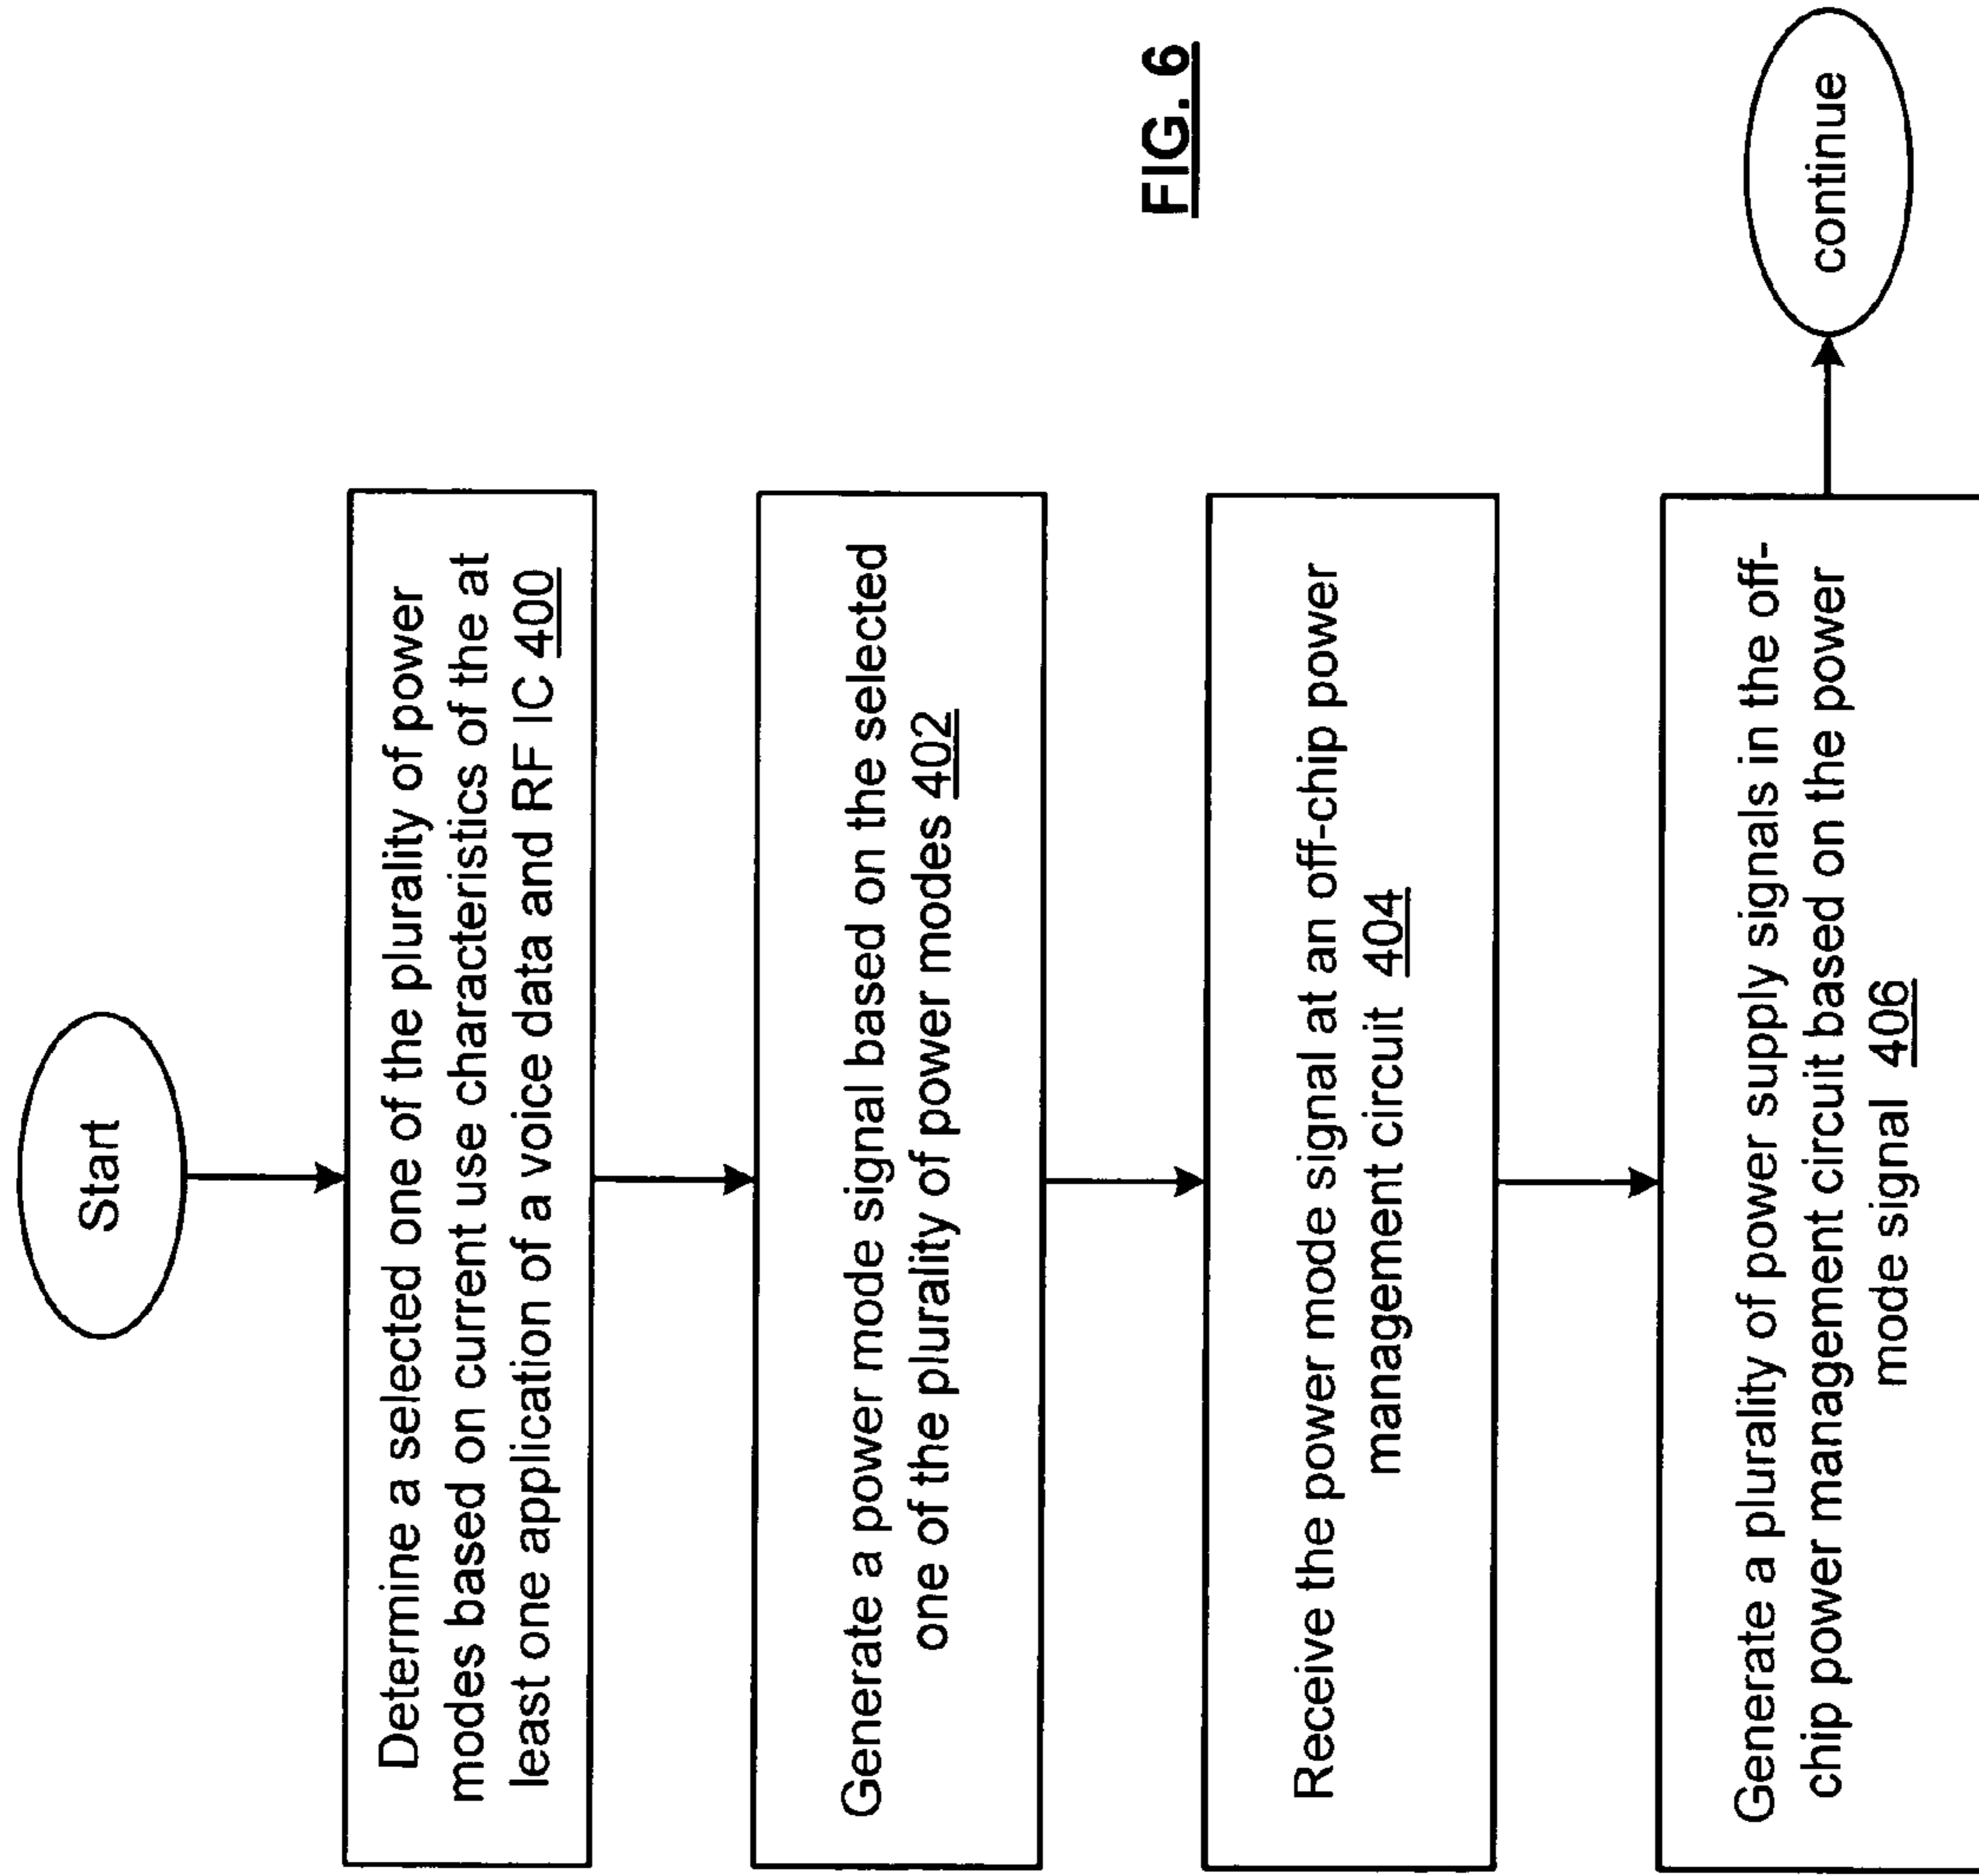 Start
Determine a selected one of the plurality of power
modes based on current use characteristics of the at
least one application of a voice data and RF IC 400
Generate a power mode signal based on the selected
one of the plurality of power modes 402
Receive the power mode signal at an off-chip power
management circuit 404
Generate a plurality of power supply signals in the off-
chip power management circuit based on the power
mode signal 406
continue
FIG. 6